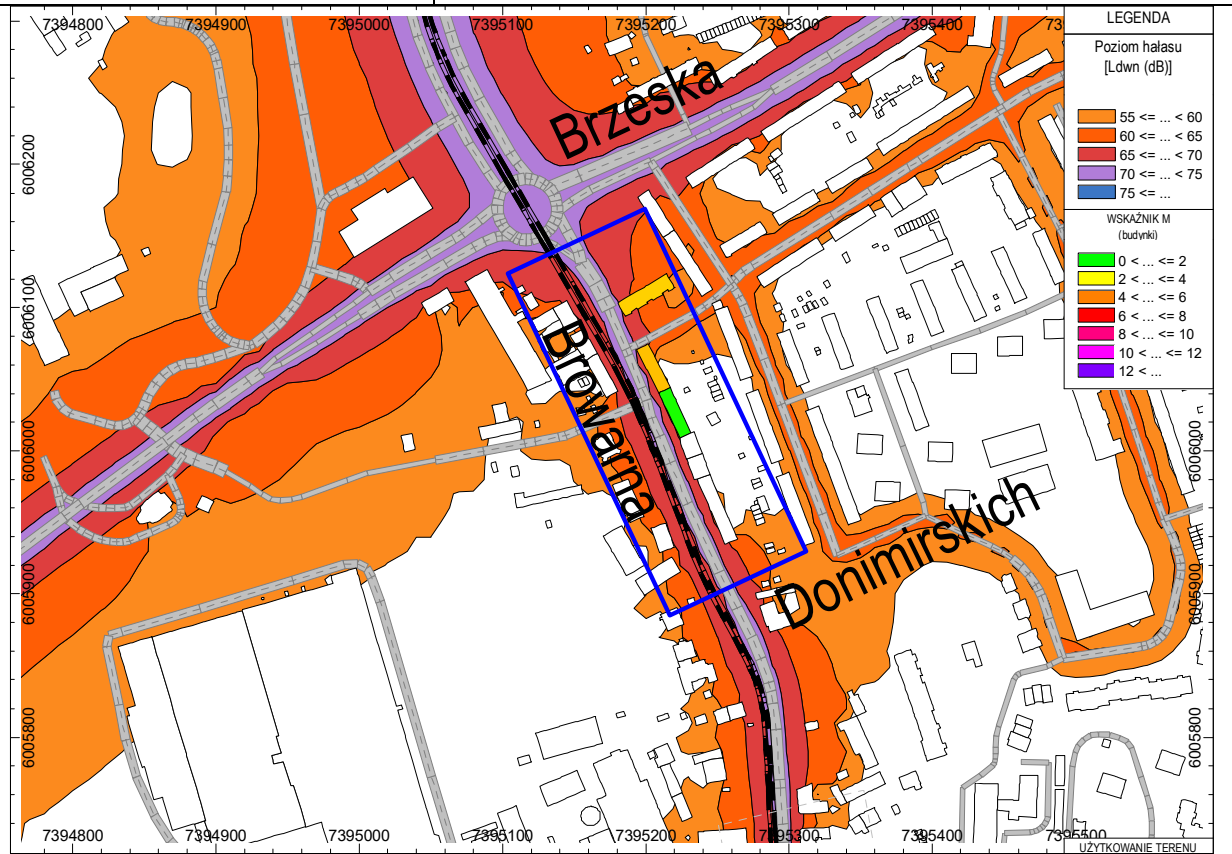 7394800 7394900 7395000 7395100 7395200 7395300 7395400
LEGENDA
Poziom hałasu
[Ldwn (dB)]
55 <= ... < 60
60 <= ... < 65
65 <= ... < 70
70 <= ... < 75
75 <= ...
WSKAŹNIK M
(budynki)
0 < ... <= 2
2 < ... <= 4
4 < ... <= 6
6 < ... <= 8
8 < ... <= 10
10 < ... <= 12
12 < ...
UŻYTKOWANIE TERENU
Brzeska
Browarna
Donimirskich
6006200
6006100
6006000 6006000
6005900 6005900
6005800 6005800
7394800 7394900 7395000 7395100 7395200 7395300 7395400 7395500